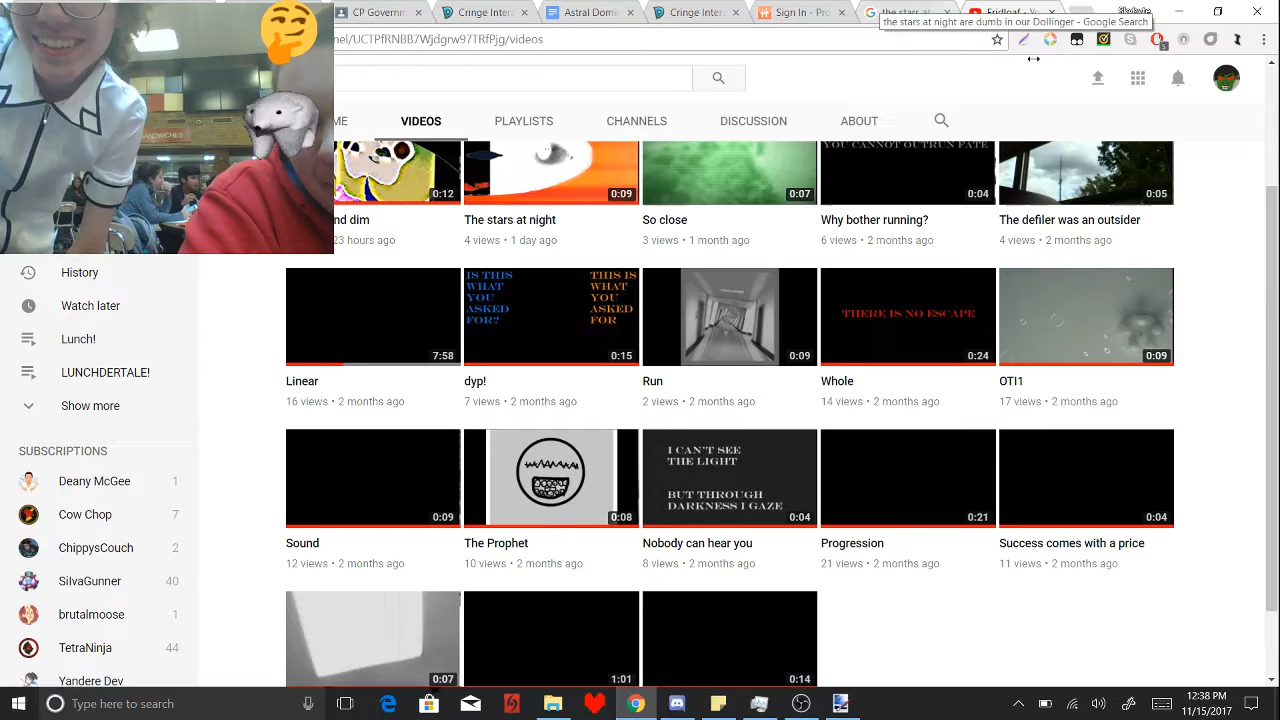 CP Governm
Cringe Inter
Astral Domi
Cringe Inter
Sign In - Pro
the stars at
the stars at night are dumb in our Dollinger - Google Search
nel/UCTPfRNBB7Wjdgw97TRfPjg/videos
5
ME
VIDEOS
PLAYLISTS
CHANNELS
DISCUSSION
ABOUT
SANDWICHES
YOU CANNOT OUTRUN FATE
0:12
0:09
0:07
0:04
0:05
nd dim
The stars at night
So close
Why bother running?
The defiler was an outsider
23 hours ago
4 views • 1 day ago
3 views • 1 month ago
6 views • 2 months ago
4 views • 2 months ago
History
Watch later
Lunch!
LUNCHDERTALE!
Show more
IS THIS
WHAT
YOU
ASKED
FOR?
THIS IS
WHAT
YOU
ASKED
FOR
THERE IS NO ESCAPE
7:58
0:15
0:09
0:24
0:09
Linear
dyp!
Run
Whole
OTI1
16 views • 2 months ago
7 views • 2 months ago
2 views • 2 months ago
14 views • 2 months ago
17 views • 2 months ago
SUBSCRIPTIONS
Deany McGee 1
Cow Chop 7
ChippysCouch 2
SilvaGunner 40
brutalmoose 1
TetraNinja 44
Yandere Dev
I CAN'T SEE
THE LIGHT
BUT THROUGH
DARKNESS I GAZE
0:09
0:08
0:04
0:21
0:04
Sound
The Prophet
Nobody can hear you
Progression
Success comes with a price
12 views • 2 months ago
10 views • 2 months ago
8 views • 2 months ago
21 views • 2 months ago
11 views • 2 months ago
0:07
1:01
0:14
Type here to search
12:38 PM
11/15/2017